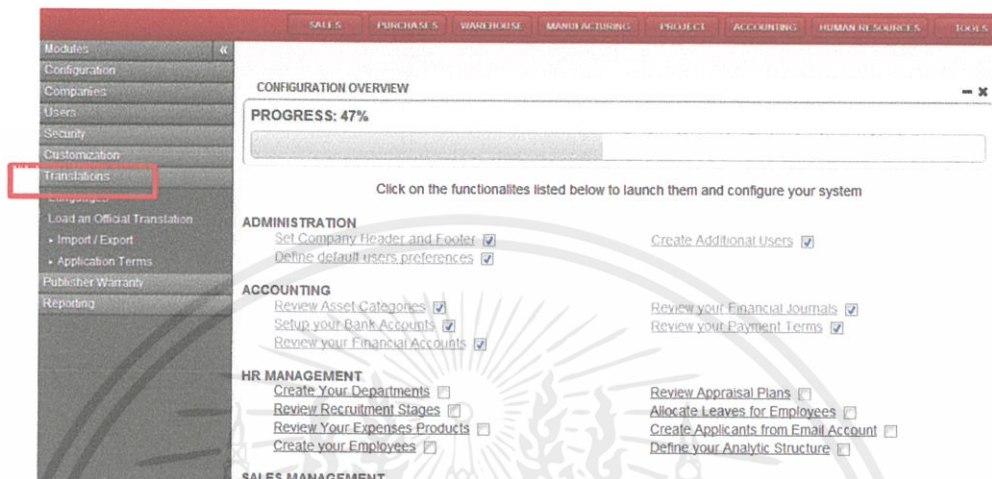 SALES PURCHASES WAREHOUSE MANUFACTURING PROJECT ACCOUNTING HUMAN RESOURCES TOOLS
Modules «
Configuration
Companies
Users
Security
Customization
Translations
Languages
Load an Official Translation
Import / Export
Application Terms
Publisher Warranty
Reporting
CONFIGURATION OVERVIEW
PROGRESS: 47%
Click on the functionalites listed below to launch them and configure your system
ADMINISTRATION
Set Company Header and Footer Create Additional Users
Define default users preferences
ACCOUNTING
Review Asset Categories Review your Financial Journals
Setup your Bank Accounts Review your Payment Terms
Review your Financial Accounts
HR MANAGEMENT
Create Your Departments Review Appraisal Plans
Review Recruitment Stages Allocate Leaves for Employees
Review Your Expenses Products Create Applicants from Email Account
Create your Employees Define your Analytic Structure
SALES MANAGEMENT